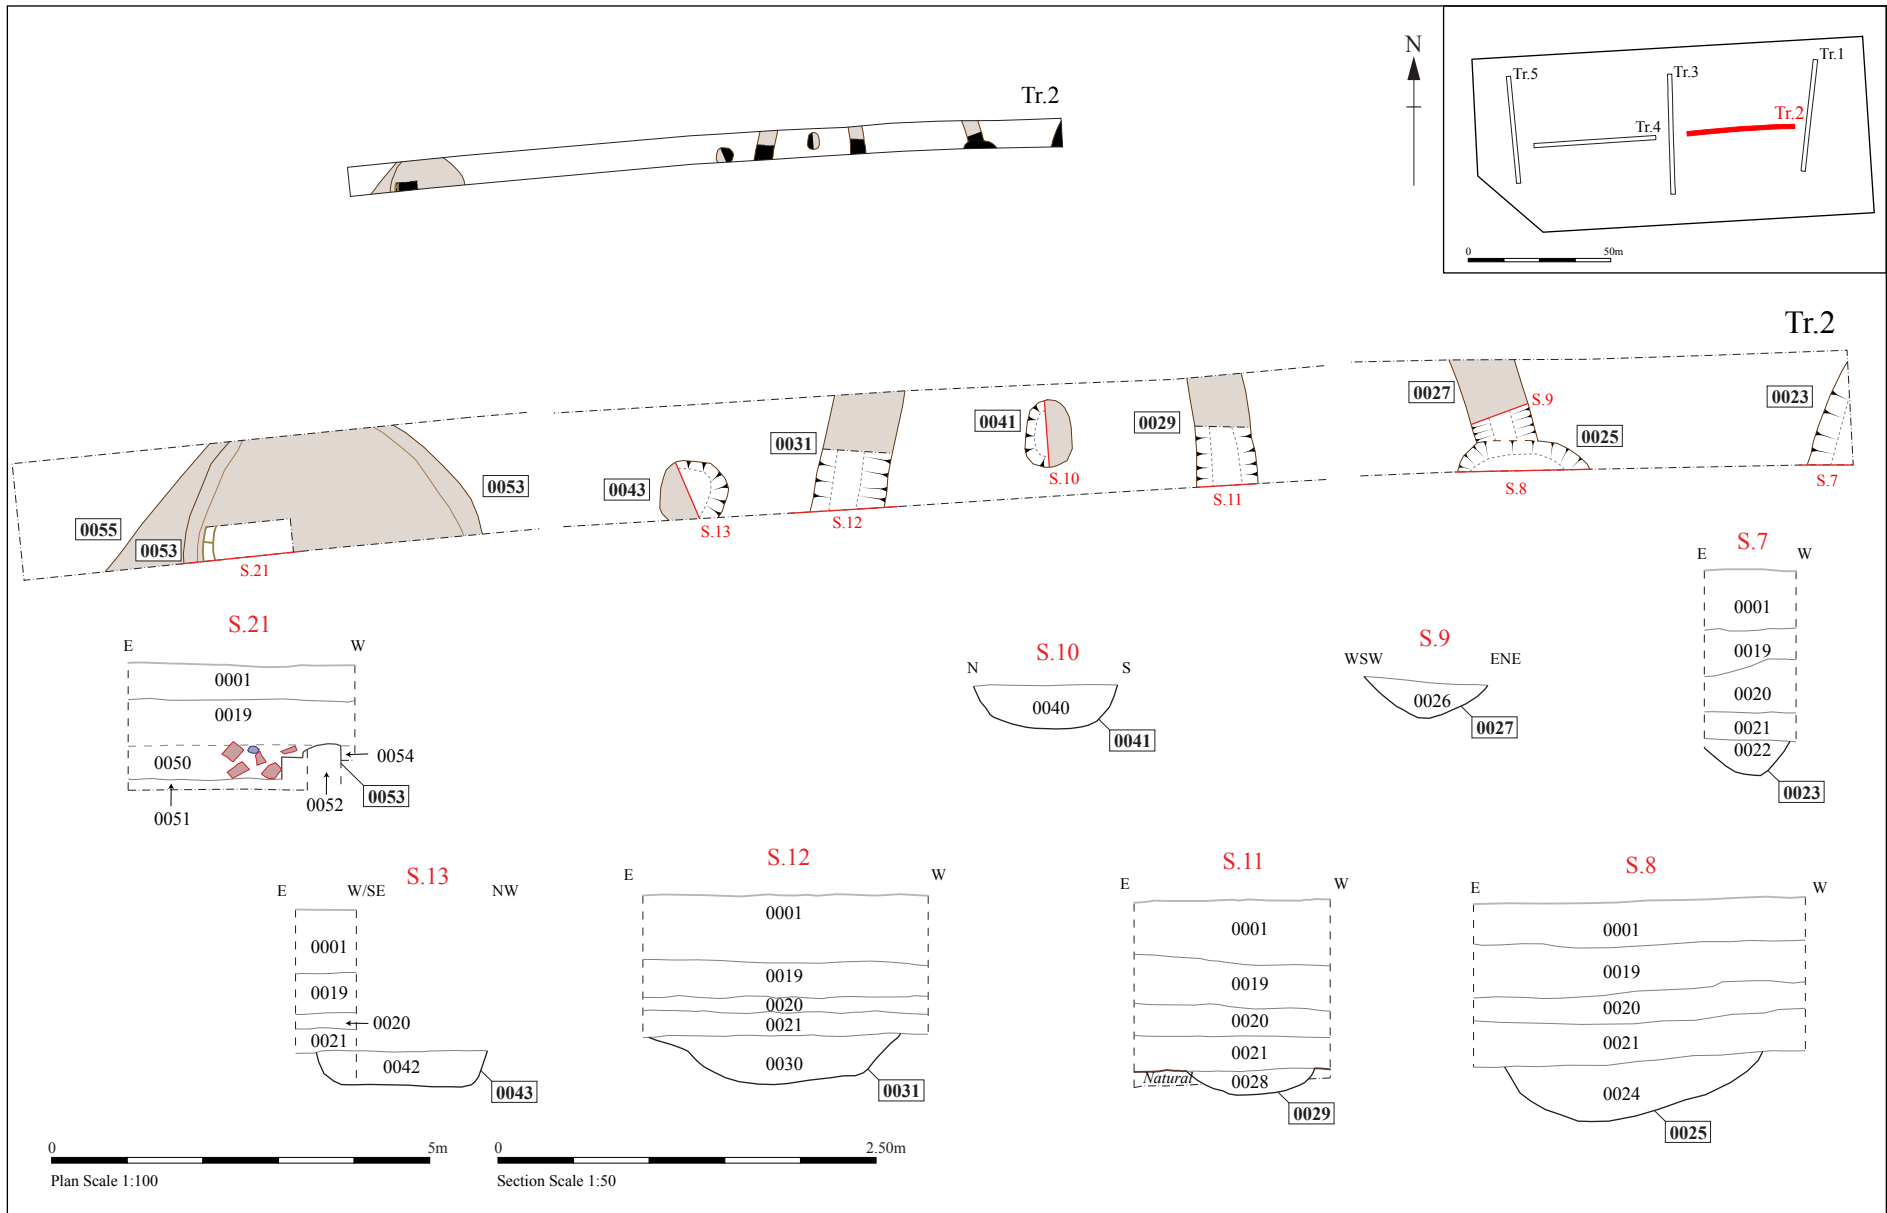 Tr.2
N
Tr.5
Tr.3
Tr.1
Tr.2
Tr.4
0
50m
Tr.2
0055
0053
S.21
0053
0043
S.13
0031
S.12
0041
S.10
0029
S.11
0027
S.9
0025
S.8
0023
S.7
S.21
E
W
0001
0019
0050
0054
0053
0052
0051
S.10
N
S
0040
0041
S.9
WSW
ENE
0026
0027
S.7
E
W
0001
0019
0020
0021
0022
0023
S.13
E
W/SE
NW
0001
0019
0020
0021
0042
0043
S.12
E
W
0001
0019
0020
0021
0030
0031
S.11
E
W
0001
0019
0020
0021
Natural
0028
0029
S.8
E
W
0001
0019
0020
0021
0024
0025
0
5m
Plan Scale 1:100
0
2.50m
Section Scale 1:50